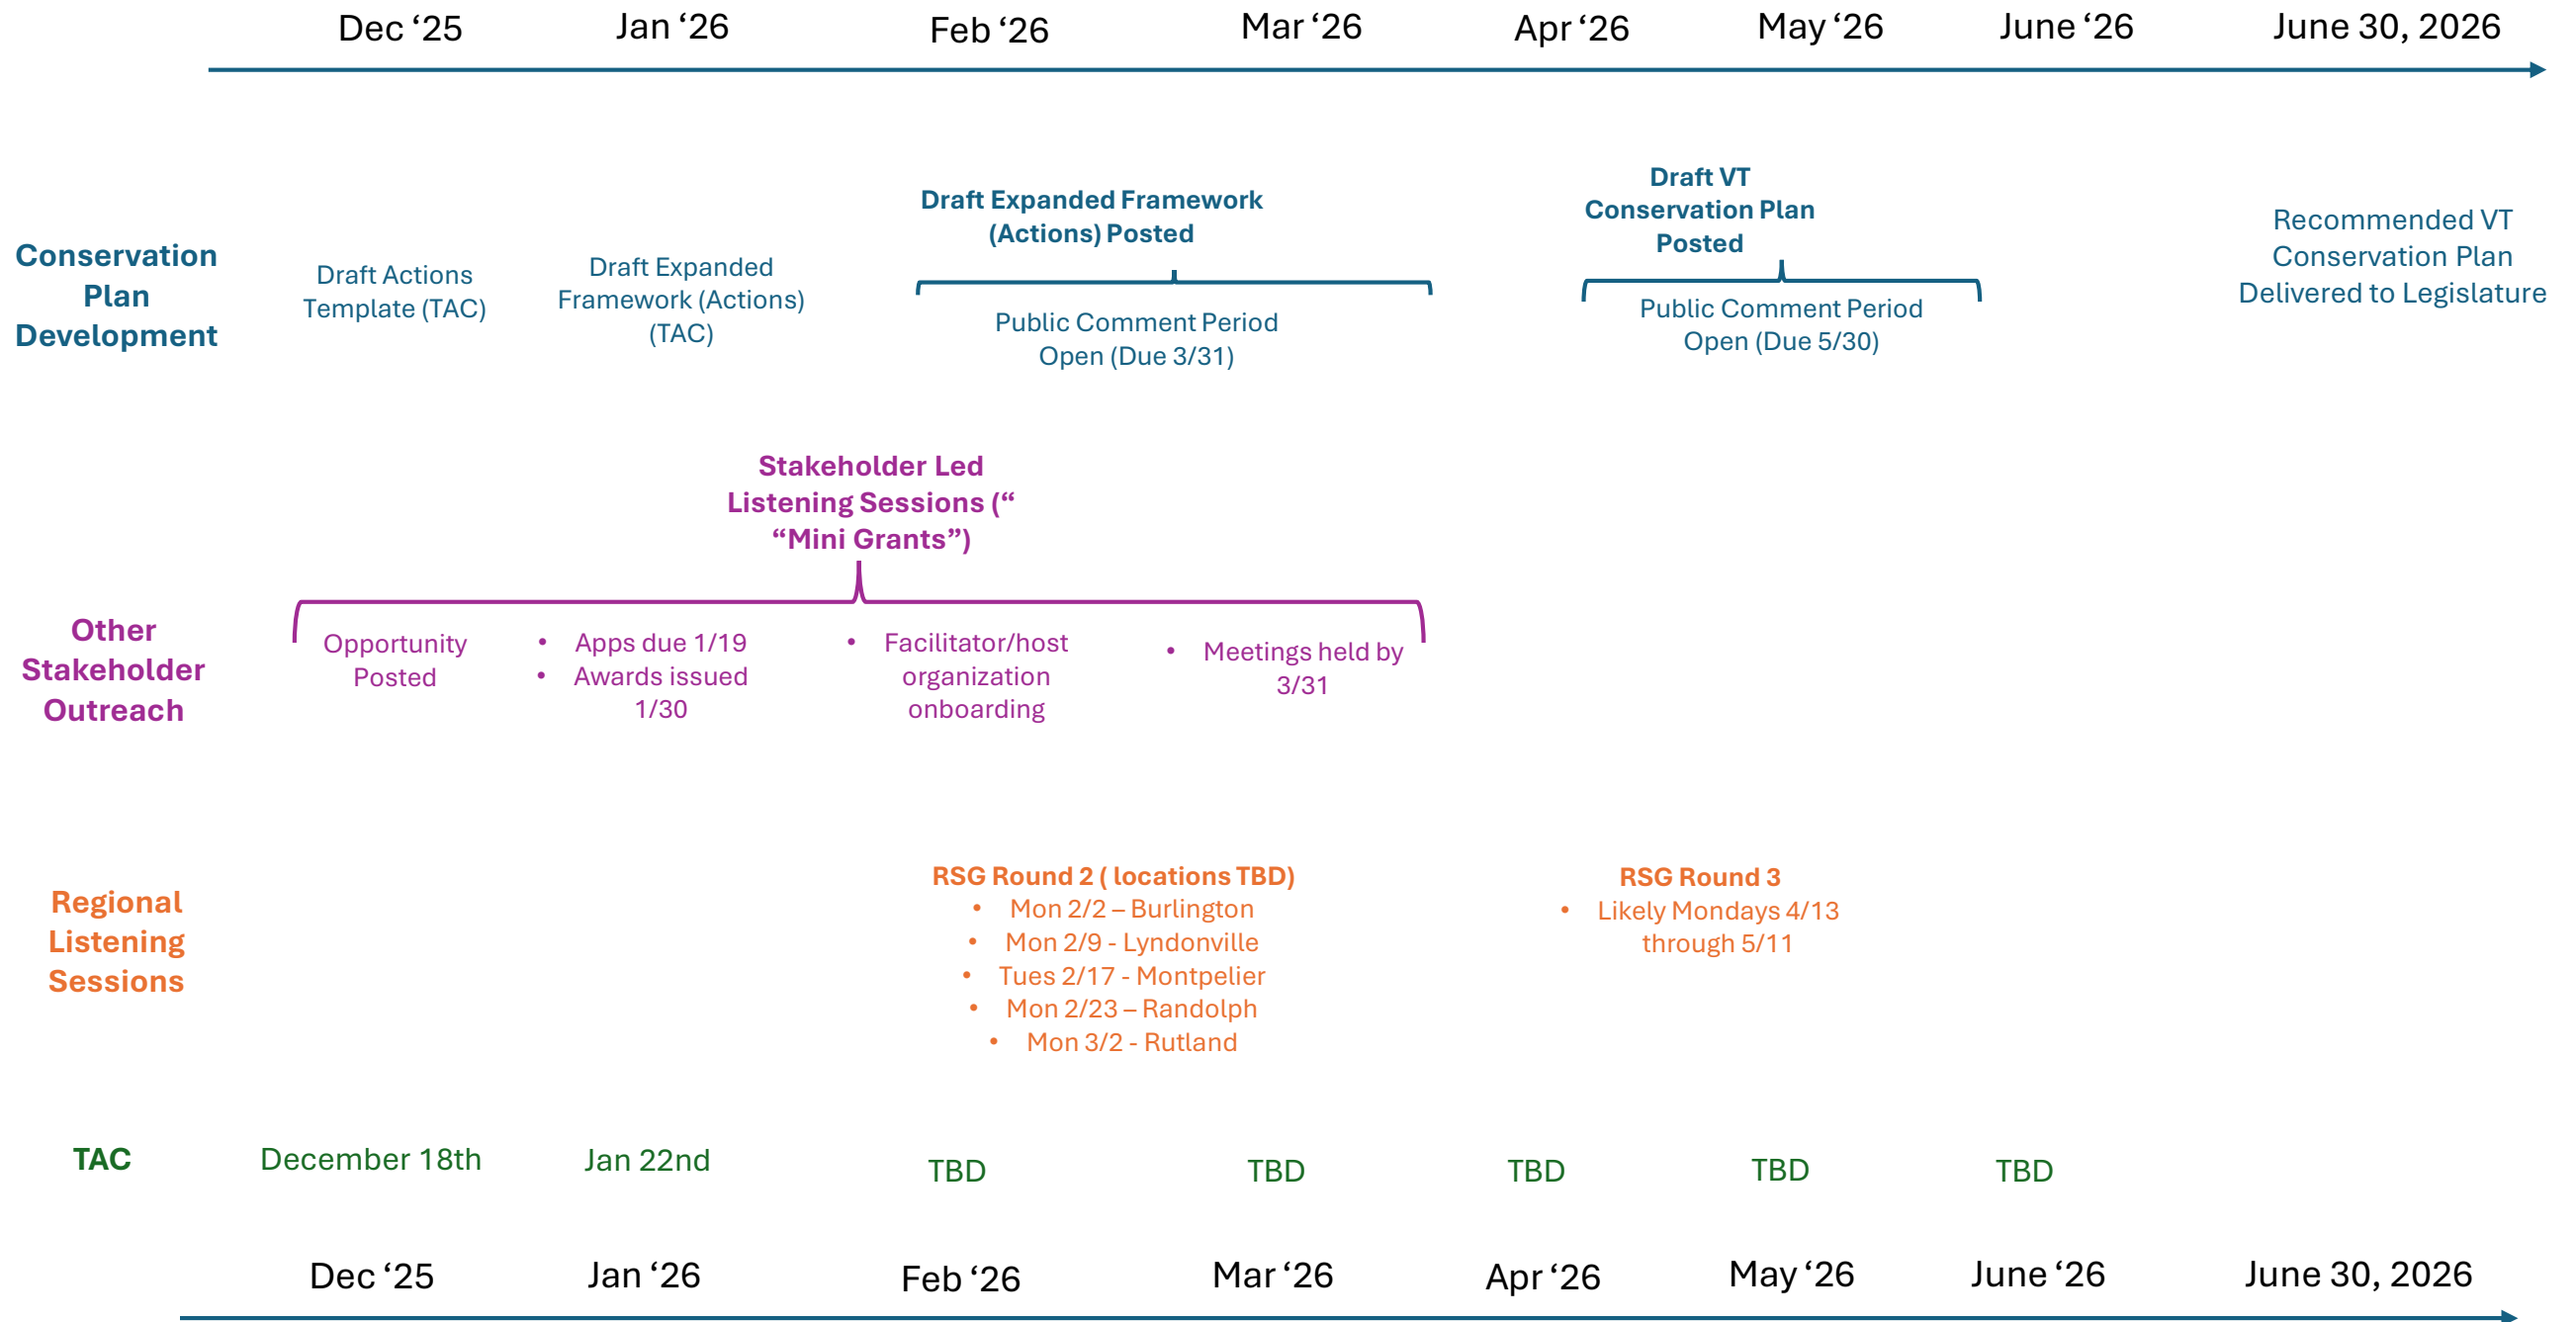 Dec ‘25
Jan ‘26
Feb ‘26
Mar ‘26
Apr ‘26
May ‘26
June ‘26
June 30, 2026
Conservation
Plan
Development
Draft Actions
Template (TAC)
Draft Expanded
Framework (Actions)
(TAC)
Draft Expanded Framework
(Actions) Posted
Public Comment Period
Open (Due 3/31)
Draft VT
Conservation Plan
Posted
Public Comment Period
Open (Due 5/30)
Recommended VT
Conservation Plan
Delivered to Legislature
Other
Stakeholder
Outreach
Stakeholder Led
Listening Sessions (“
“Mini Grants”)
Opportunity
Posted
• Apps due 1/19
• Awards issued
1/30
• Facilitator/host
organization
onboarding
• Meetings held by
3/31
Regional
Listening
Sessions
RSG Round 2 ( locations TBD)
• Mon 2/2 – Burlington
• Mon 2/9 - Lyndonville
• Tues 2/17 - Montpelier
• Mon 2/23 – Randolph
• Mon 3/2 - Rutland
RSG Round 3
• Likely Mondays 4/13
through 5/11
TAC
December 18th
Jan 22nd
TBD
TBD
TBD
TBD
TBD
Dec ‘25
Jan ‘26
Feb ‘26
Mar ‘26
Apr ‘26
May ‘26
June ‘26
June 30, 2026